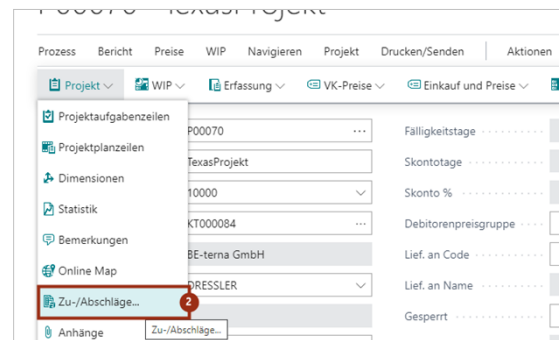 P00070 TexasProjekt
Prozess Bericht Preise WIP Navigieren Projekt Drucken/Senden Aktionen
Projekt WIP Erfassung VK-Preise Einkauf und Preise
Projektaufgabenzeilen
P00070 ... Fälligkeitstage
Projektplanzeilen
TexasProjekt Skontotage
Dimensionen
10000 Skonto %
Statistik
KT000084 ... Debitorenpreisgruppe
Bemerkungen
BE-terna GmbH Lief. an Code
Online Map
DRESSLER Lief. an Name
Zu-/Abschläge... 2
Gesperrt
Anhänge Zu-/Abschläge...